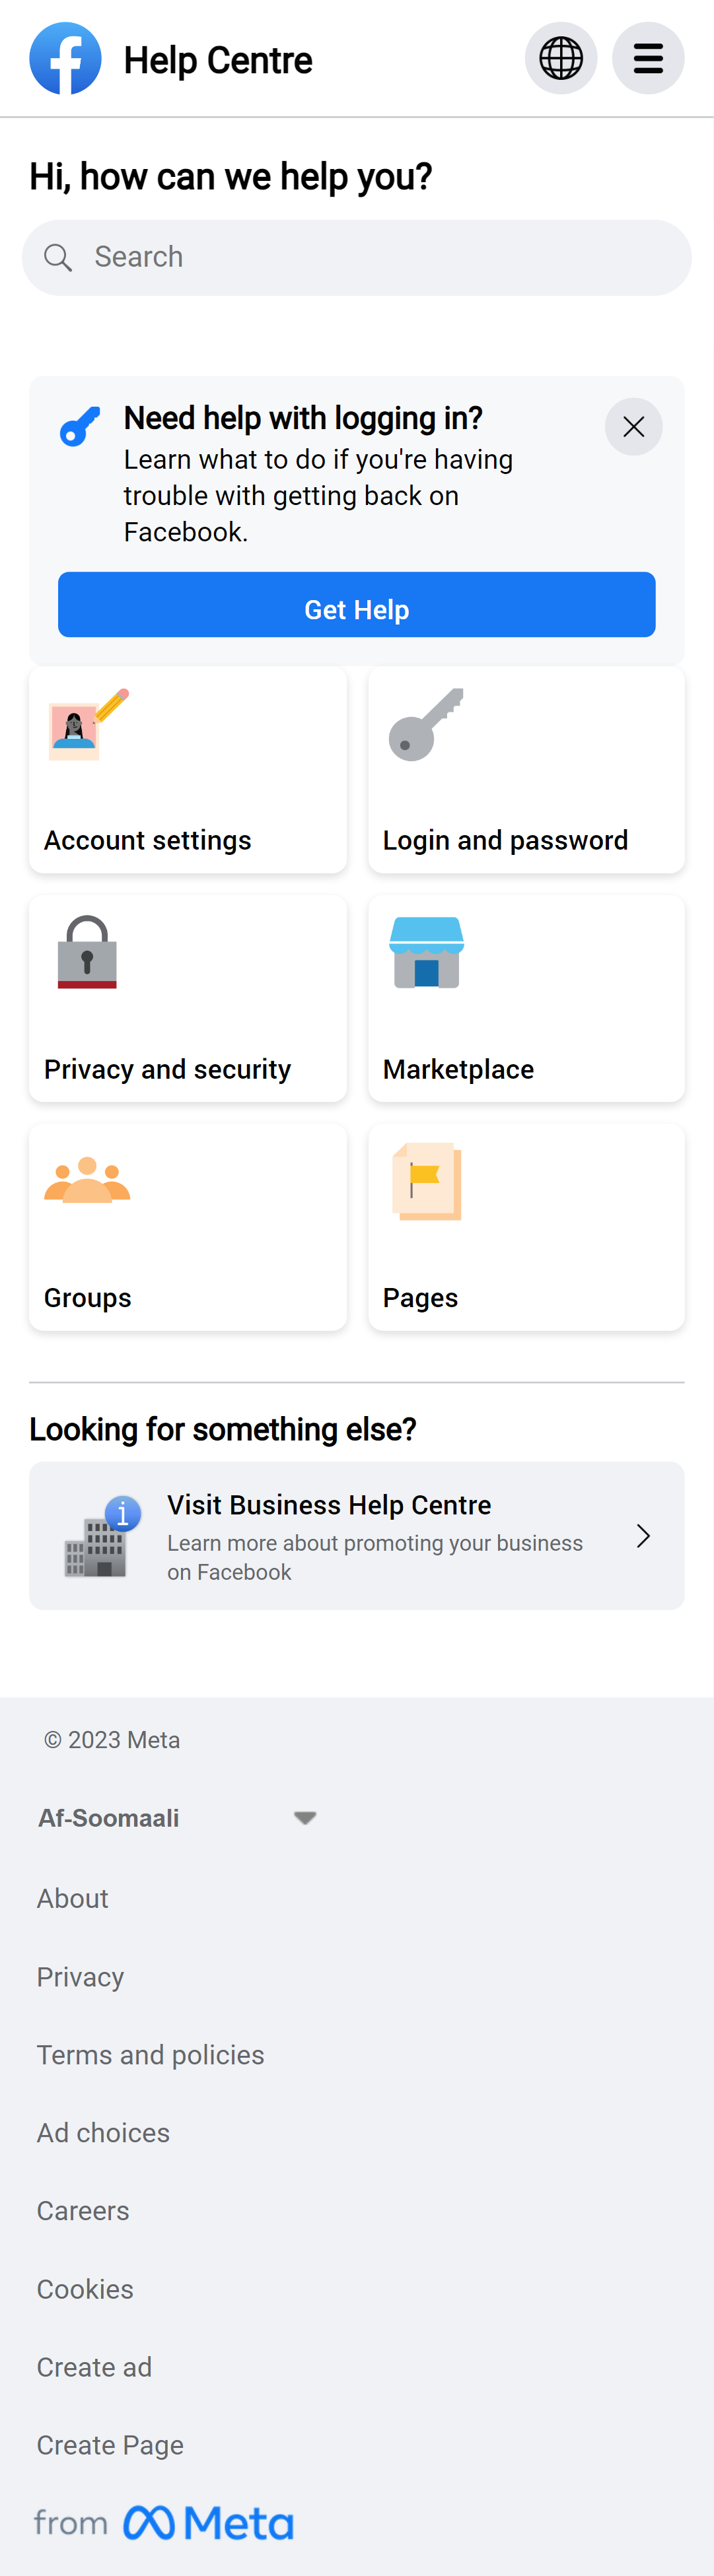 Help Centre
Hi, how can we help you?
Search
Need help with logging in?
Learn what to do if you're having
trouble with getting back on
Facebook.
Get Help
Account settings
Login and password
Privacy and security
Marketplace
Groups
Pages
Looking for something else?
Visit Business Help Centre
Learn more about promoting your business
on Facebook
© 2023 Meta
Af-Soomaali
About
Privacy
Terms and policies
Ad choices
Careers
Cookies
Create ad
Create Page
from Meta